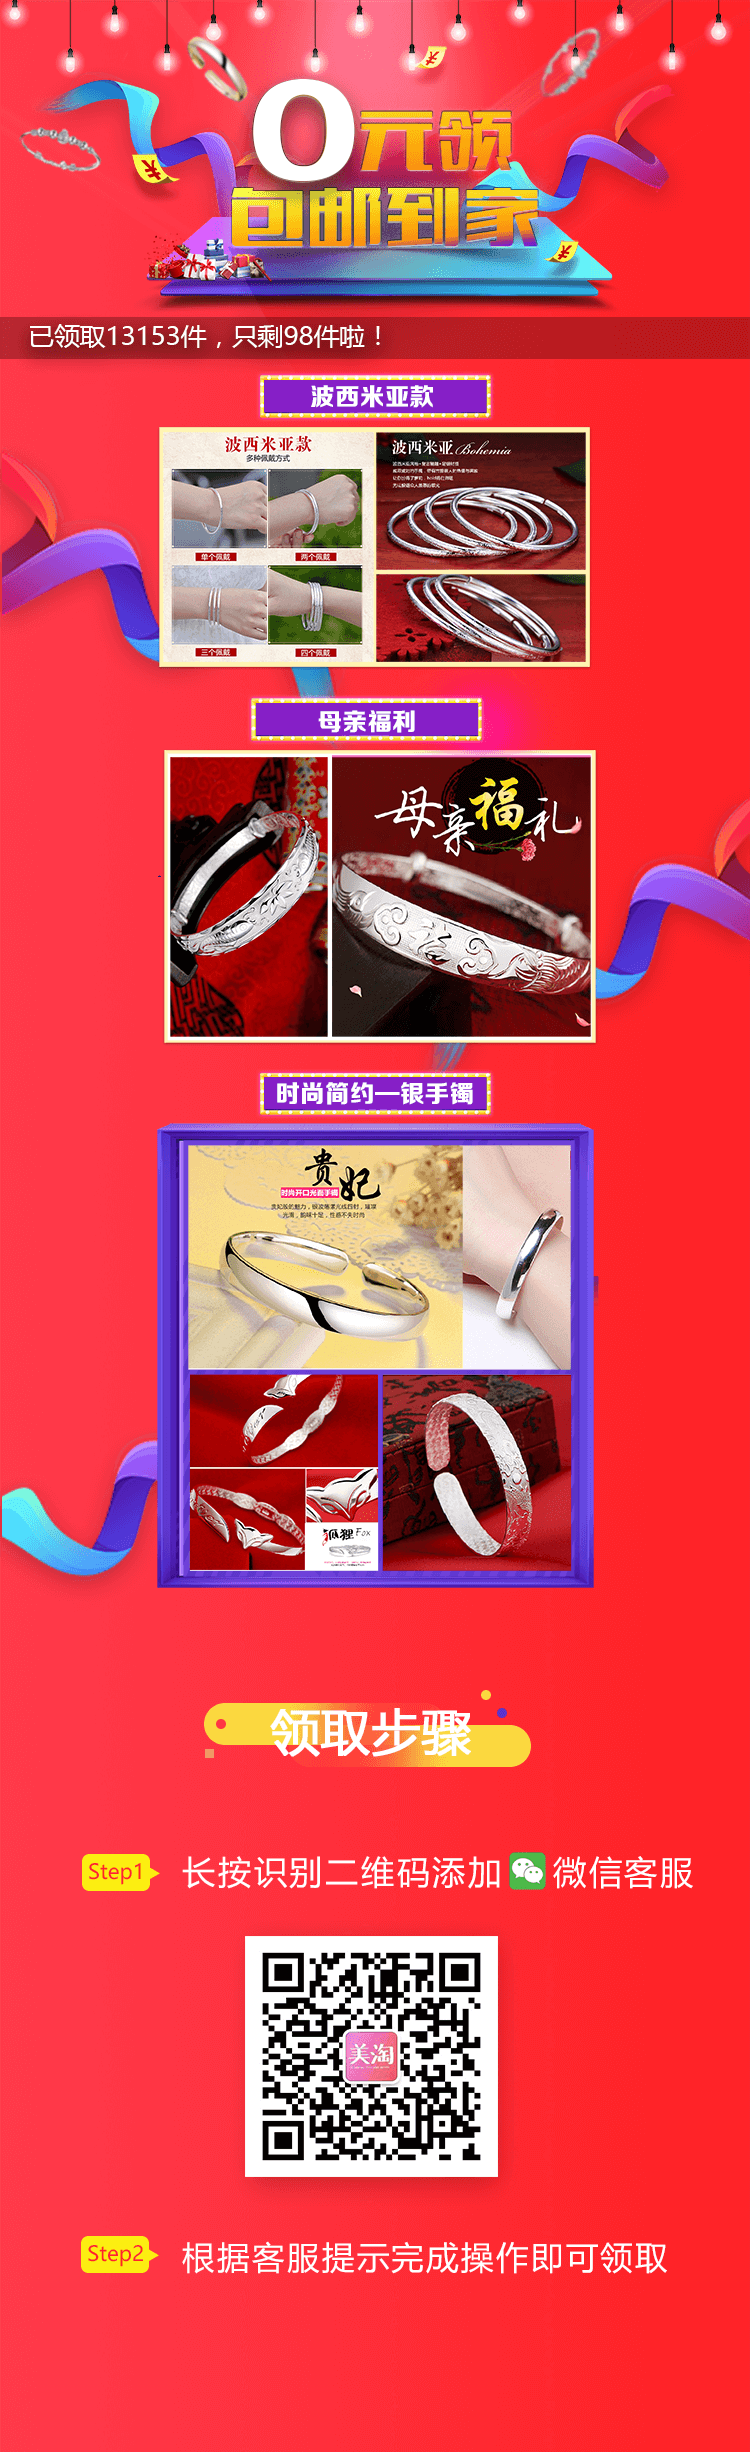 0元领
包邮到家
已领取13153件，只剩98件啦！
波西米亚款
波西米亚款
多种佩戴方式
单个佩戴
两个佩戴
三个佩戴
四个佩戴
波西米亚 Bohemia
母亲福利
母亲福礼
时尚简约—银手镯
贵妃
时尚开口光面手镯
狐狸 Fox
领取步骤
Step1 长按识别二维码添加 微信客服
美淘
Step2 根据客服提示完成操作即可领取